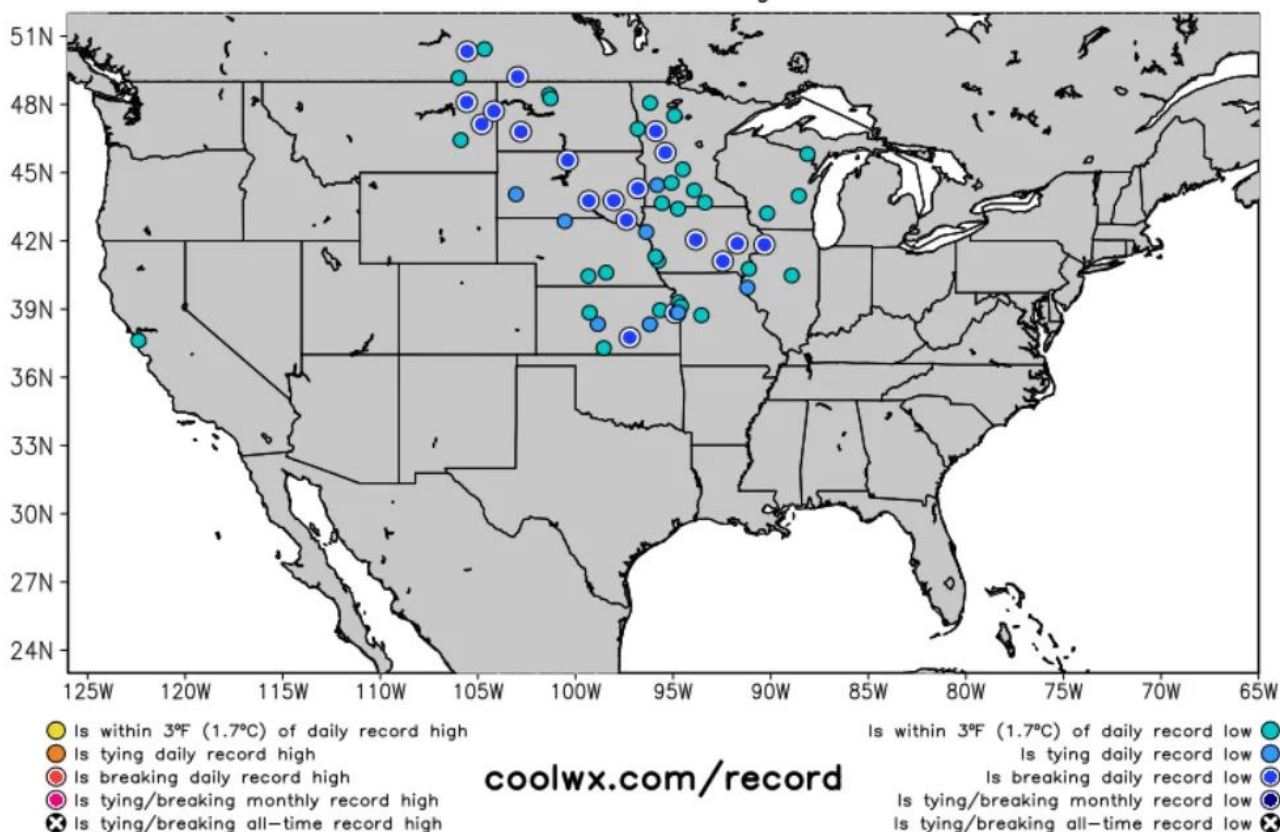 51N
48N
45N
42N
39N
36N
33N
30N
27N
24N
125W 120W 115W 110W 105W 100W 95W 90W 85W 80W 75W 70W 65W
Is within 3ºF (1.7ºC) of daily record high
Is tying daily record high
Is breaking daily record high
Is tying/breaking monthly record high
Is tying/breaking all-time record high
coolwx.com/record
Is within 3ºF (1.7ºC) of daily record low
Is tying daily record low
Is breaking daily record low
Is tying/breaking monthly record low
Is tying/breaking all-time record low